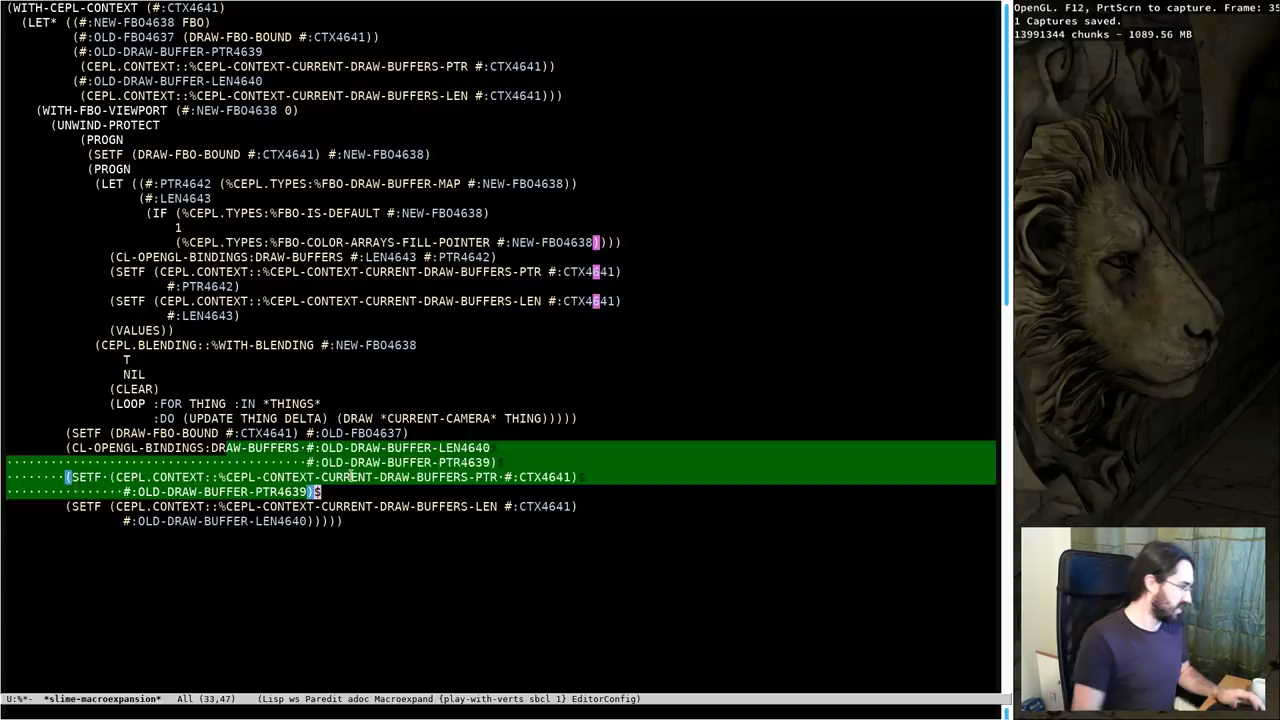 (WITH-CEPL-CONTEXT (#:CTX4641)
(LET* ((#:NEW-FBO4638 FBO)
(#:OLD-FBO4637 (DRAW-FBO-BOUND #:CTX4641))
(#:OLD-DRAW-BUFFER-PTR4639
(CEPL.CONTEXT::%CEPL-CONTEXT-CURRENT-DRAW-BUFFERS-PTR #:CTX4641))
(#:OLD-DRAW-BUFFER-LEN4640
(CEPL.CONTEXT::%CEPL-CONTEXT-CURRENT-DRAW-BUFFERS-LEN #:CTX4641)))
(WITH-FBO-VIEWPORT (#:NEW-FBO4638 0)
(UNWIND-PROTECT
(PROGN
(SETF (DRAW-FBO-BOUND #:CTX4641) #:NEW-FBO4638)
(PROGN
(LET ((#:PTR4642 (%CEPL.TYPES:%FBO-DRAW-BUFFER-MAP #:NEW-FBO4638))
(#:LEN4643
(IF (%CEPL.TYPES:%FBO-IS-DEFAULT #:NEW-FBO4638)
1
(%CEPL.TYPES:%FBO-COLOR-ARRAYS-FILL-POINTER #:NEW-FBO4638))))
(CL-OPENGL-BINDINGS:DRAW-BUFFERS #:LEN4643 #:PTR4642)
(SETF (CEPL.CONTEXT::%CEPL-CONTEXT-CURRENT-DRAW-BUFFERS-PTR #:CTX4641)
#:PTR4642)
(SETF (CEPL.CONTEXT::%CEPL-CONTEXT-CURRENT-DRAW-BUFFERS-LEN #:CTX4641)
#:LEN4643)
(VALUES))
(CEPL.BLENDING::%WITH-BLENDING #:NEW-FBO4638
T
NIL
(CLEAR)
(LOOP :FOR THING :IN *THINGS*
:DO (UPDATE THING DELTA) (DRAW *CURRENT-CAMERA* THING)))))
(SETF (DRAW-FBO-BOUND #:CTX4641) #:OLD-FBO4637)
(CL-OPENGL-BINDINGS:DRAW-BUFFERS·#:OLD-DRAW-BUFFER-LEN4640
#:OLD-DRAW-BUFFER-PTR4639)
(SETF·(CEPL.CONTEXT::%CEPL-CONTEXT-CURRENT-DRAW-BUFFERS-PTR·#:CTX4641)
#:OLD-DRAW-BUFFER-PTR4639)$
(SETF (CEPL.CONTEXT::%CEPL-CONTEXT-CURRENT-DRAW-BUFFERS-LEN #:CTX4641)
#:OLD-DRAW-BUFFER-LEN4640)))))
U:%*- *slime-macroexpansion* All (33,47) (Lisp ws Paredit adoc Macroexpand {play-with-verts sbcl 1} EditorConfig)
OpenGL. F12, PrtScrn to capture. Frame: 35
1 Captures saved.
13991344 chunks - 1089.56 MB